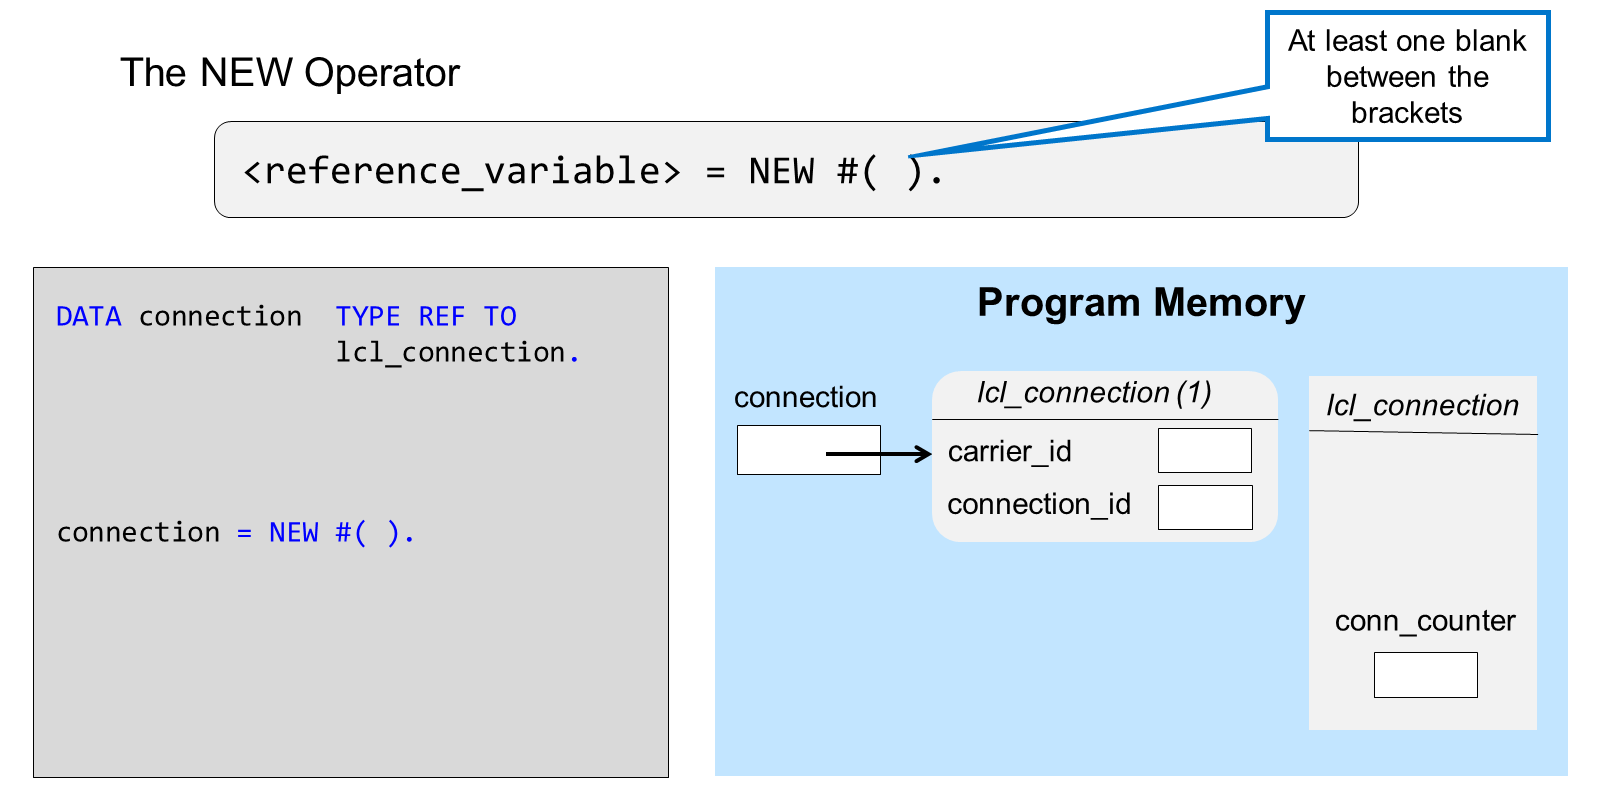 The NEW Operator
At least one blank
between the
brackets
<reference_variable> = NEW #( ).
DATA connection  TYPE REF TO
lcl_connection.
connection = NEW #( ).
Program Memory
connection
lcl_connection (1)
carrier_id
connection_id
lcl_connection
conn_counter